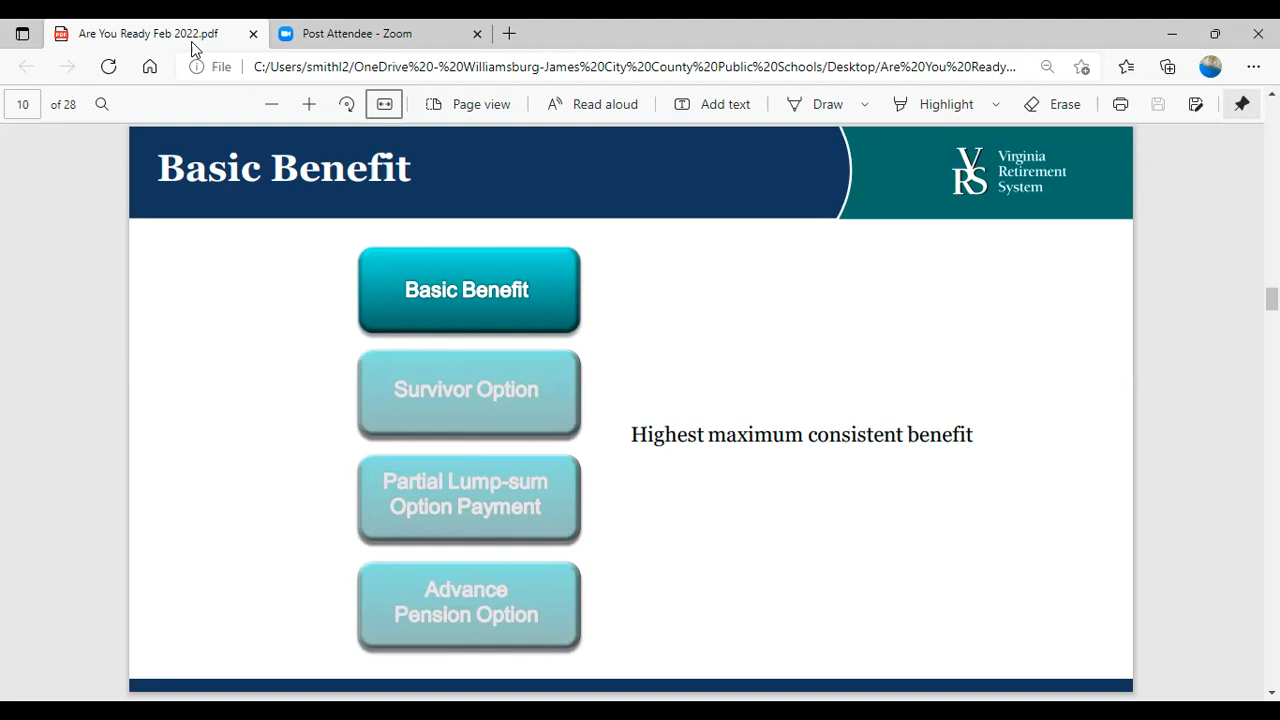 Are You Ready Feb 2022.pdf
Post Attendee - Zoom
File
C:/Users/smithl2/OneDrive%20-%20Williamsburg-James%20City%20County%20Public%20Schools/Desktop/Are%20You%20Ready...
10 of 28
Page view
Read aloud
Add text
Draw
Highlight
Erase
Basic Benefit
VRS
Virginia
Retirement
System
Basic Benefit
Survivor Option
Highest maximum consistent benefit
Partial Lump-sum
Option Payment
Advance
Pension Option